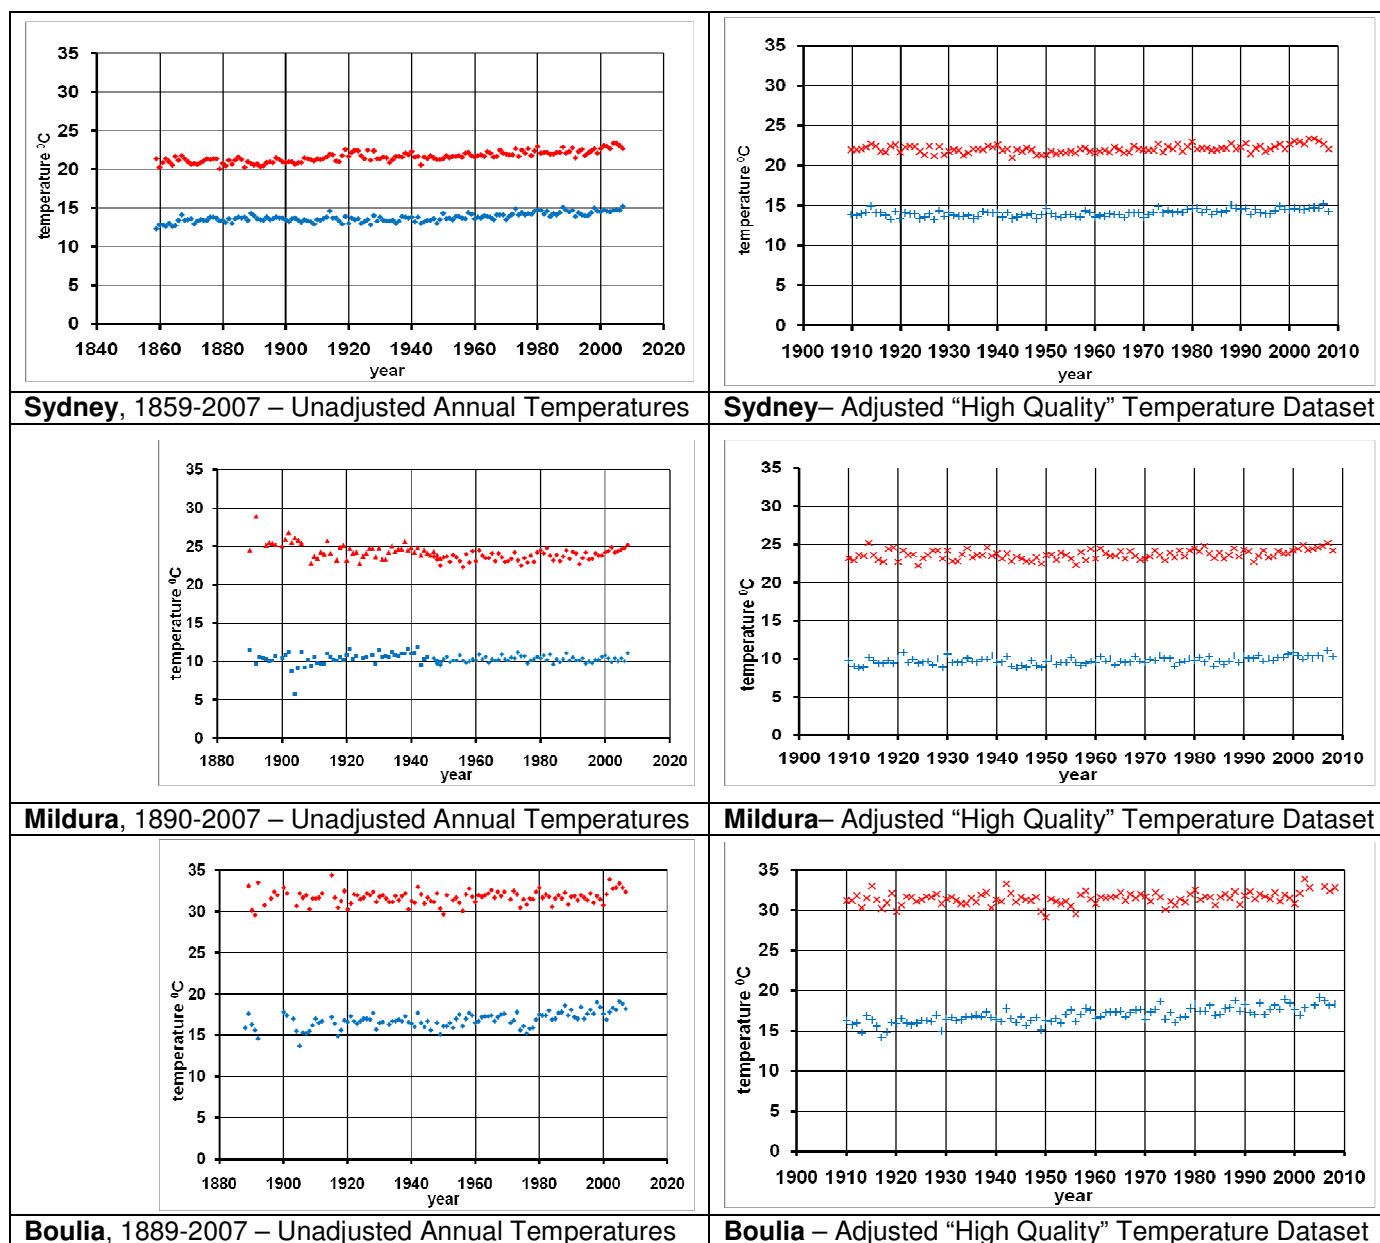 35
30
25
20
15
10
5
0
temperature ⁰C
1840 1860 1880 1900 1920 1940 1960 1980 2000 2020
year
35
30
25
20
15
10
5
0
temperature ⁰C
1900 1910 1920 1930 1940 1950 1960 1970 1980 1990 2000 2010
year
Sydney, 1859-2007 – Unadjusted Annual Temperatures
Sydney– Adjusted “High Quality” Temperature Dataset
35
30
25
20
15
10
5
0
temperature ⁰C
1880 1900 1920 1940 1960 1980 2000 2020
year
35
30
25
20
15
10
5
0
temperature ⁰C
1900 1910 1920 1930 1940 1950 1960 1970 1980 1990 2000 2010
year
Mildura, 1890-2007 – Unadjusted Annual Temperatures
Mildura– Adjusted “High Quality” Temperature Dataset
35
30
25
20
15
10
5
0
temperature ⁰C
1880 1900 1920 1940 1960 1980 2000 2020
year
35
30
25
20
15
10
5
0
temperature ⁰C
1900 1910 1920 1930 1940 1950 1960 1970 1980 1990 2000 2010
year
Boulia, 1889-2007 – Unadjusted Annual Temperatures
Boulia – Adjusted “High Quality” Temperature Dataset